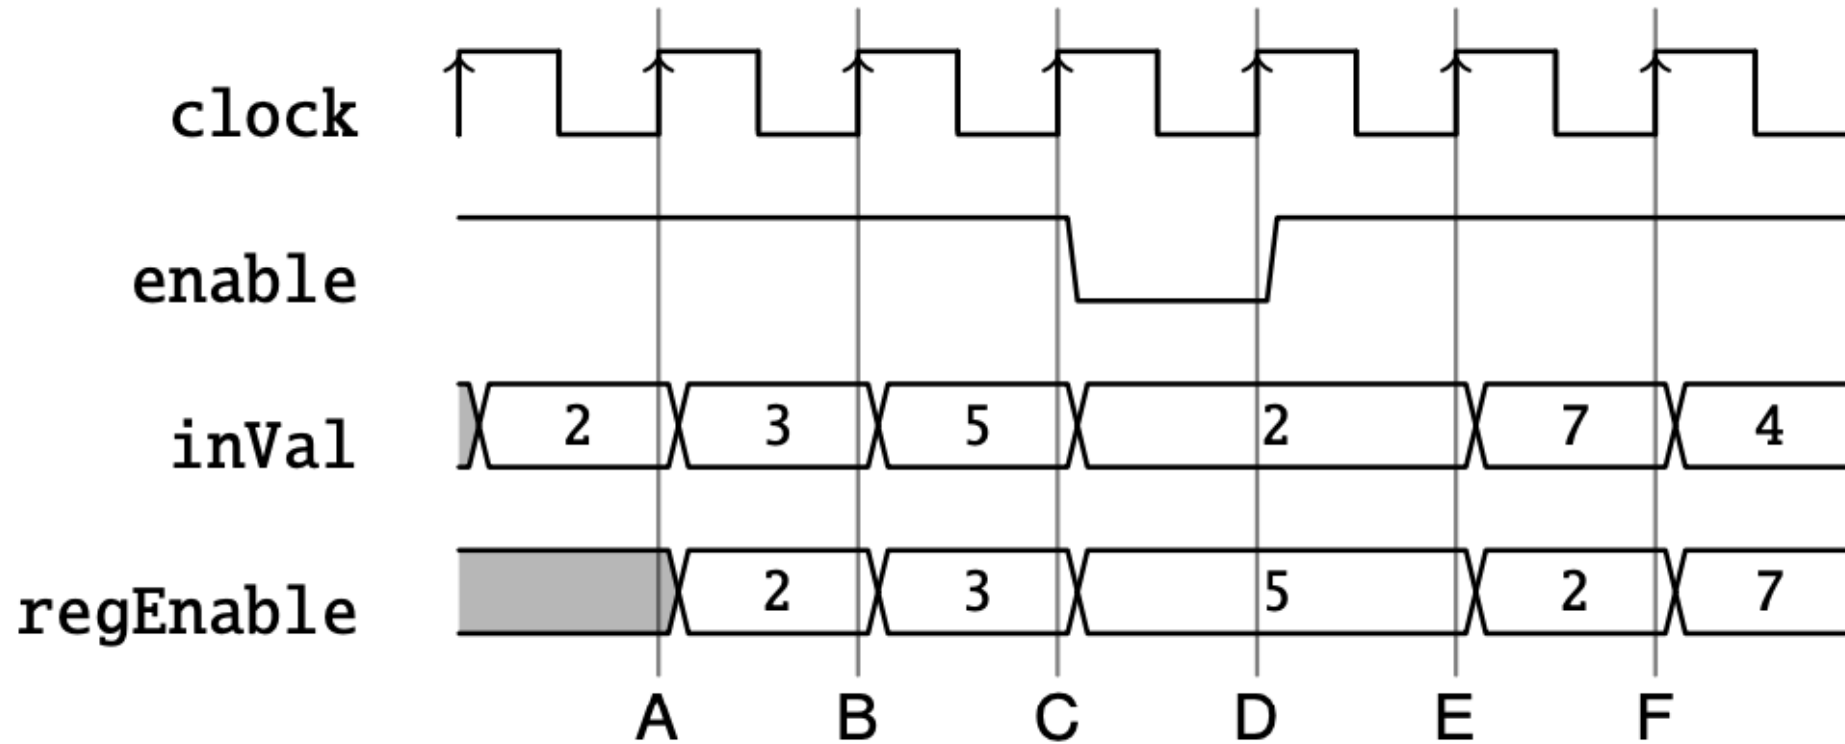 clock
enable
inVal 2 3 5 2 7 4
regEnable 2 3 5 2 7
A B C D E F